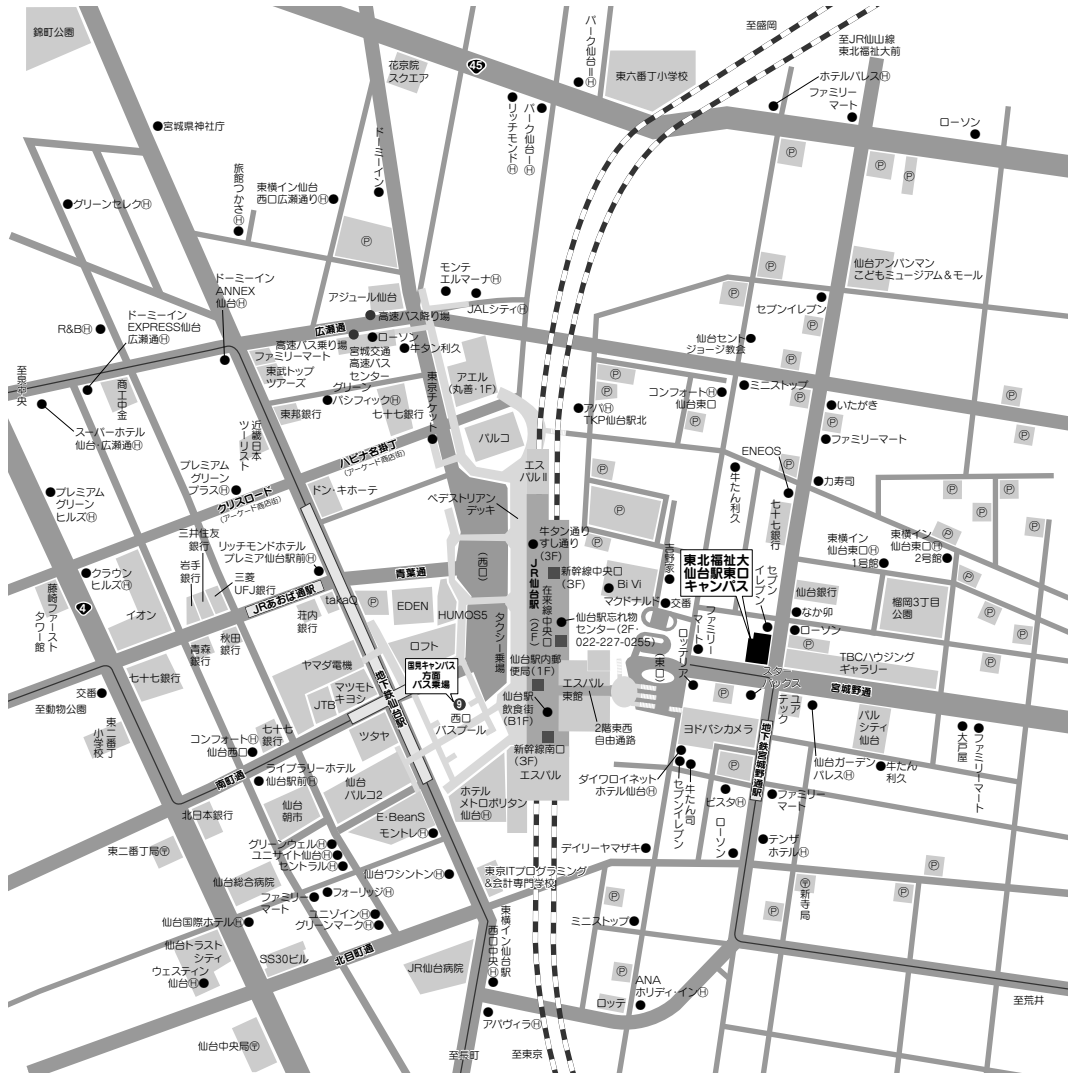 錦町公園
至盛岡
至JR仙山線
東北福祉大前
45
花京院
スクエア
パーク仙台ⅡⒽ
東六番丁小学校
ホテルパレスⒽ
ファミリー
マート
ローソン
宮城県神社庁
ドーミーイン
リッチモンドⒽ
パーク仙台ⅠⒽ
Ⓟ
Ⓟ
Ⓟ
旅館つかさⒽ
東横イン仙台
西口広瀬通りⒽ
グリーンセレクⒽ
Ⓟ
Ⓟ
仙台アンパンマン
こどもミュージアム＆モール
ドーミーイン
ANNEX
仙台Ⓗ
モンテ
エルマーナⒽ
JALシティⒽ
アジュール仙台
高速バス降り場
Ⓟ
セブンイレブン
ドーミーイン
EXPRESS仙台
広瀬通Ⓗ
R&BⒽ
広瀬通
高速バス乗り場
ローソン
宮城交通
高速バス
センター
牛タン利久
ファミリーマート
東武トップ
ツアーズ
仙台セント
ジョージ教会
至泉中央
商工中金
グリーン
パシフィックⒽ
東京チケット
アエル
(丸善・1F)
Ⓟ
Ⓟ
コンフォートⒽ
仙台東口
ミニストップ
Ⓟ
スーパーホテル
仙台・広瀬通Ⓗ
東邦銀行
七十七銀行
アパⒽ
TKP仙台駅北
Ⓟ
いたがき
近畿日本
ツーリスト
ハピナ名掛丁
(アーケード商店街)
パルコ
ファミリーマート
Ⓟ
ENEOS
Ⓟ
プレミアム
グリーン
プラスⒽ
プレミアム
グリーン
ヒルズⒽ
クリスロード
(アーケード商店街)
ドン・キホーテ
エス
パルⅡ
ペデストリアン
デッキ
Ⓟ
牛たん利久
力寿司
Ⓟ
Ⓟ
Ⓟ
三井住友
銀行
リッチモンドホテル
プレミア仙台駅前Ⓗ
牛タン通り
すし通り
(3F)
Ⓟ
七十七銀行
東横イン
仙台東口Ⓗ
1号館
東横イン
仙台東口Ⓗ
2号館
Ⓟ
クラウン
ヒルズⒽ
岩手
銀行
三菱
UFJ銀行
青葉通
(西口)
JR仙台駅(2F)
新幹線中央口
(3F)
在来線中央口
Bi Vi
吉野家
東北福祉大
仙台駅東口
キャンパス
セブン
イレブン
藤崎ファースト
タワー館
4
イオン
JRあおば通駅
takaQ
Ⓟ
EDEN
HUMOS5
タクシー乗場
マクドナルド
交番
仙台駅忘れ物
センター(2F・
022-227-0255)
仙台銀行
なか卯
榴岡3丁目
公園
荘内
銀行
秋田
銀行
青森
銀行
ロフト
ファミリー
マート
ローソン
TBCハウジング
ギャラリー
七十七銀行
ヤマダ電機
国見キャンパス
方面
バス乗場
仙台駅内郵
便局(1F)
(東口)
ロッテリア
スターバックス
宮城野通
交番
至動物公園
マツモト
キヨシ
JTB
地下鉄仙台駅
9
西口
バスプール
仙台駅
飲食街
(B1F)
エスパル
東館
2階東西
自由通路
ヨドバシカメラ
デュオ
チック
地下鉄宮城野通駅
パル
シティ
仙台
大戸屋
ファミリーマート
東二番丁
小学校
コンフォートⒽ
仙台西口
七十七
銀行
ツタヤ
新幹線南口
(3F)
エスパル
ダイワロイネット
ホテル仙台Ⓗ
Ⓟ
仙台ガーデン
パレスⒽ
牛たん
利久
南町通
ライブラリーホテル
仙台駅前Ⓗ
仙台
パルコ2
ホテル
メトロポリタン
仙台Ⓗ
セブンイレブン
牛たん司
ビスタⒽ
ファミリー
マート
北日本銀行
仙台
朝市
E・BeanS
モントレⒽ
ローソン
テンザ
ホテルⒽ
東二番丁局〶
グリーンウェルⒽ
ユニサイト仙台Ⓗ
セントラルⒽ
デイリーヤマザキ
仙台総合病院
仙台ワシントンⒽ
東京ITプログラミング
＆会計専門学校
Ⓟ
Ⓟ
〶新寺局
ファミリー
マート
フォーリッジⒽ
ユニゾインⒽ
グリーンマークⒽ
東横イン仙台駅
西口中央Ⓗ
ミニストップ
Ⓟ
仙台国際ホテルⒽ
仙台トラスト
シティ
ウェスティン
仙台Ⓗ
SS30ビル
北目町通
JR仙台病院
Ⓟ
Ⓟ
ANA
ホリデイ・インⒽ
ロッテ
至荒井
アパヴィラⒽ
仙台中央局〶
至長町
至東京